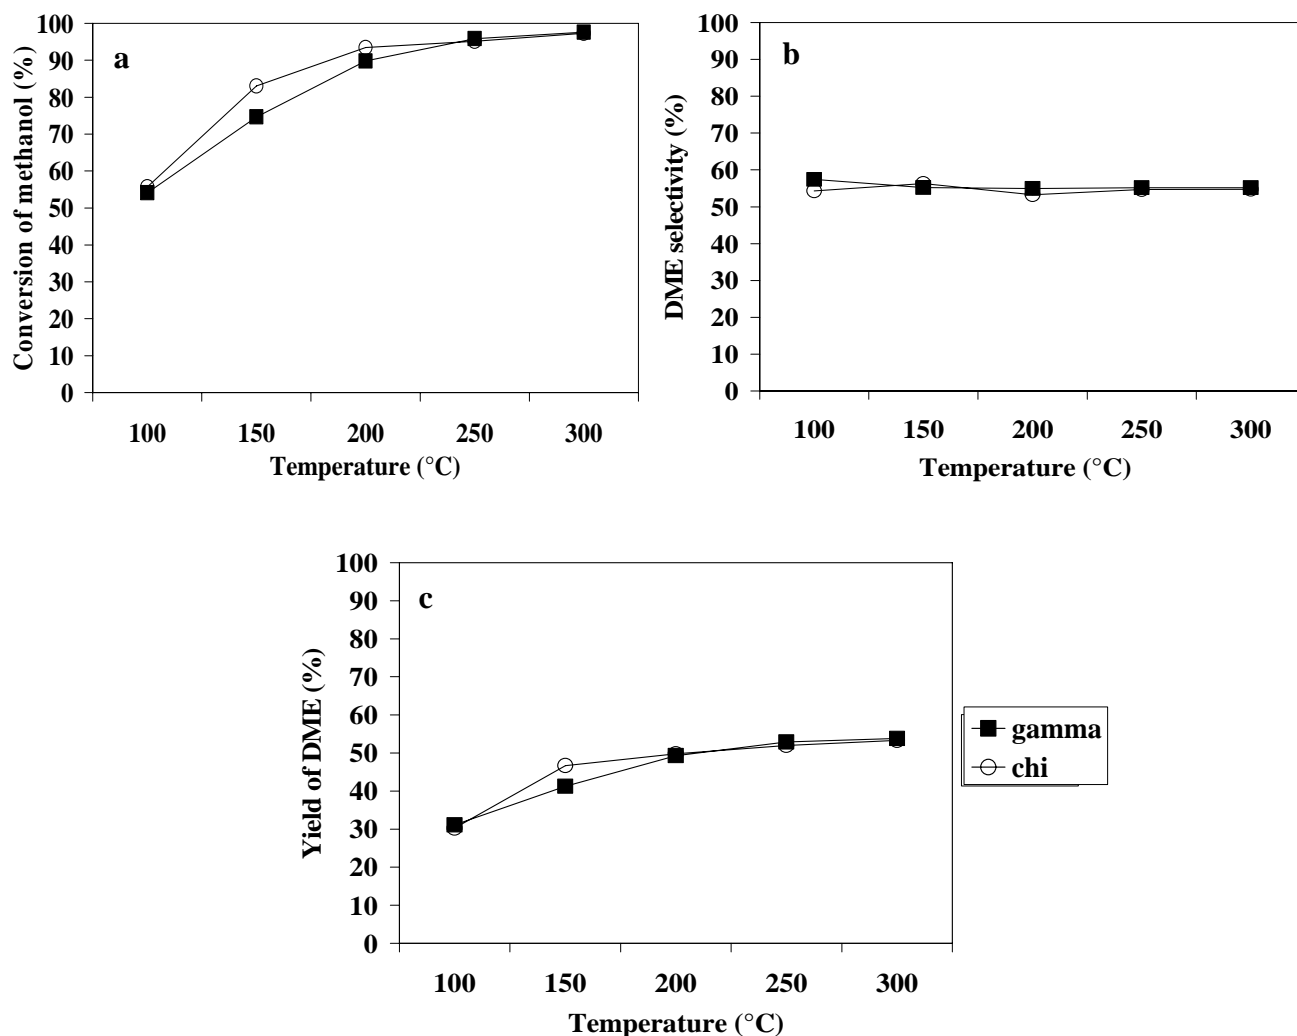 a
Conversion of methanol (%)
100
90
80
70
60
50
40
30
20
10
0
100 150 200 250 300
Temperature (°C)
b
DME selectivity (%)
100
90
80
70
60
50
40
30
20
10
0
100 150 200 250 300
Temperature (°C)
c
Yield of DME (%)
100
90
80
70
60
50
40
30
20
10
0
100 150 200 250 300
Temperature (°C)
gamma
chi